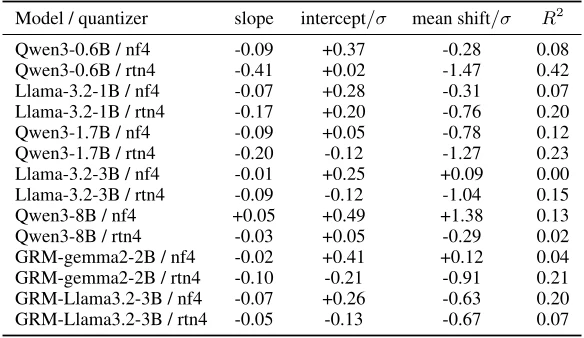 Model / quantizer slope intercept/σ mean shift/σ R²
Qwen3-0.6B / nf4 -0.09 +0.37 -0.28 0.08
Qwen3-0.6B / rtn4 -0.41 +0.02 -1.47 0.42
Llama-3.2-1B / nf4 -0.07 +0.28 -0.31 0.07
Llama-3.2-1B / rtn4 -0.17 +0.20 -0.76 0.20
Qwen3-1.7B / nf4 -0.09 +0.05 -0.78 0.12
Qwen3-1.7B / rtn4 -0.20 -0.12 -1.27 0.23
Llama-3.2-3B / nf4 -0.01 +0.25 +0.09 0.00
Llama-3.2-3B / rtn4 -0.09 -0.12 -1.04 0.15
Qwen3-8B / nf4 +0.05 +0.49 +1.38 0.13
Qwen3-8B / rtn4 -0.03 +0.05 -0.29 0.02
GRM-gemma2-2B / nf4 -0.02 +0.41 +0.12 0.04
GRM-gemma2-2B / rtn4 -0.10 -0.21 -0.91 0.21
GRM-Llama3.2-3B / nf4 -0.07 +0.26 -0.63 0.20
GRM-Llama3.2-3B / rtn4 -0.05 -0.13 -0.67 0.07